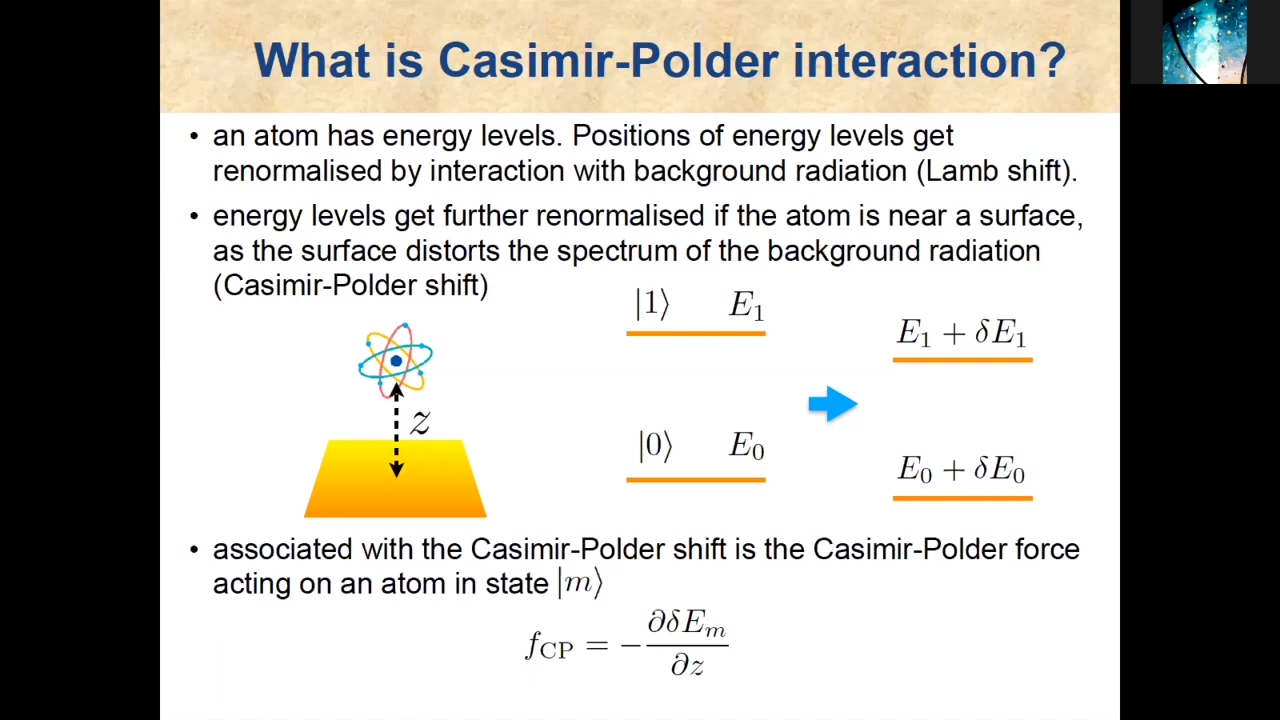 What is Casimir-Polder interaction?
• an atom has energy levels. Positions of energy levels get
renormalised by interaction with background radiation (Lamb shift).
• energy levels get further renormalised if the atom is near a surface,
as the surface distorts the spectrum of the background radiation
(Casimir-Polder shift)
|1⟩ E₁
E₁ + δE₁
z
|0⟩ E₀
E₀ + δE₀
• associated with the Casimir-Polder shift is the Casimir-Polder force
acting on an atom in state |m⟩
f_CP = − ∂δE_m / ∂z